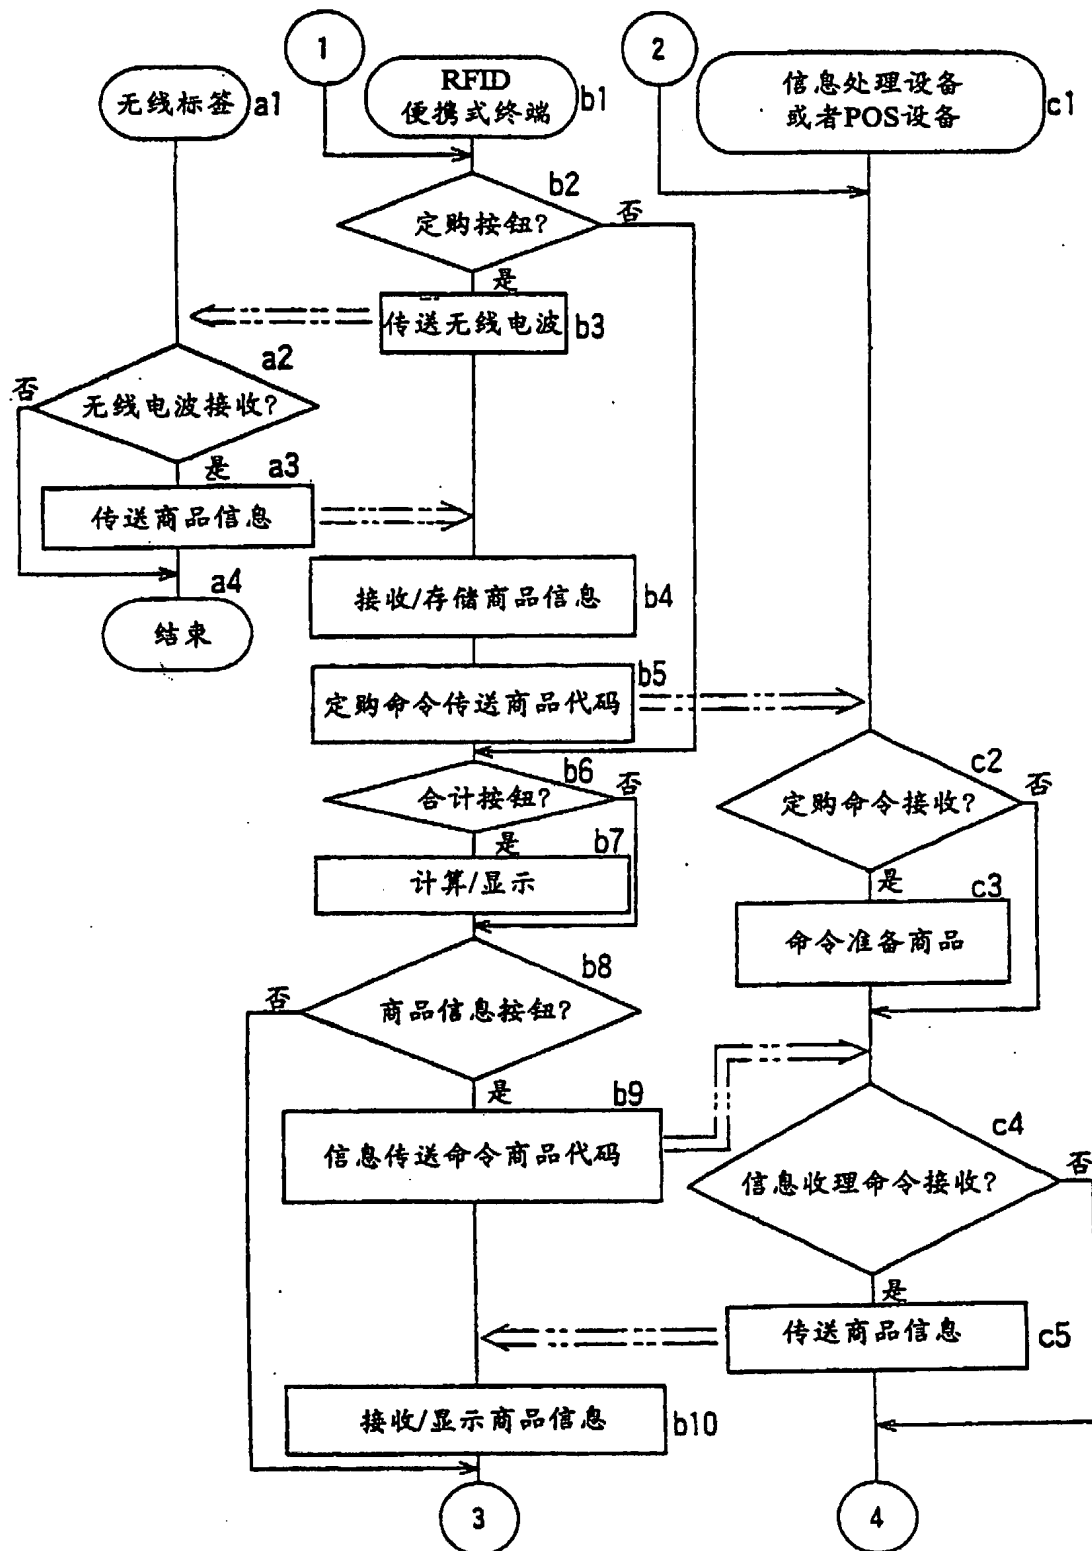 1
2
RFID
便携式终端
b1
无线标签
a1
信息处理设备
或者POS设备
c1
b2
定购按钮?
否
是
传送无线电波
b3
a2
否
无线电波接收?
是
a3
传送商品信息
a4
结束
接收/存储商品信息
b4
b5
定购命令传送商品代码
b6
合计按钮?
否
是
b7
计算/显示
c2
定购命令接收?
否
是
c3
命令准备商品
b8
否
商品信息按钮?
是
b9
信息传送命令商品代码
c4
信息收理命令接收?
否
是
传送商品信息
c5
接收/显示商品信息
b10
3
4